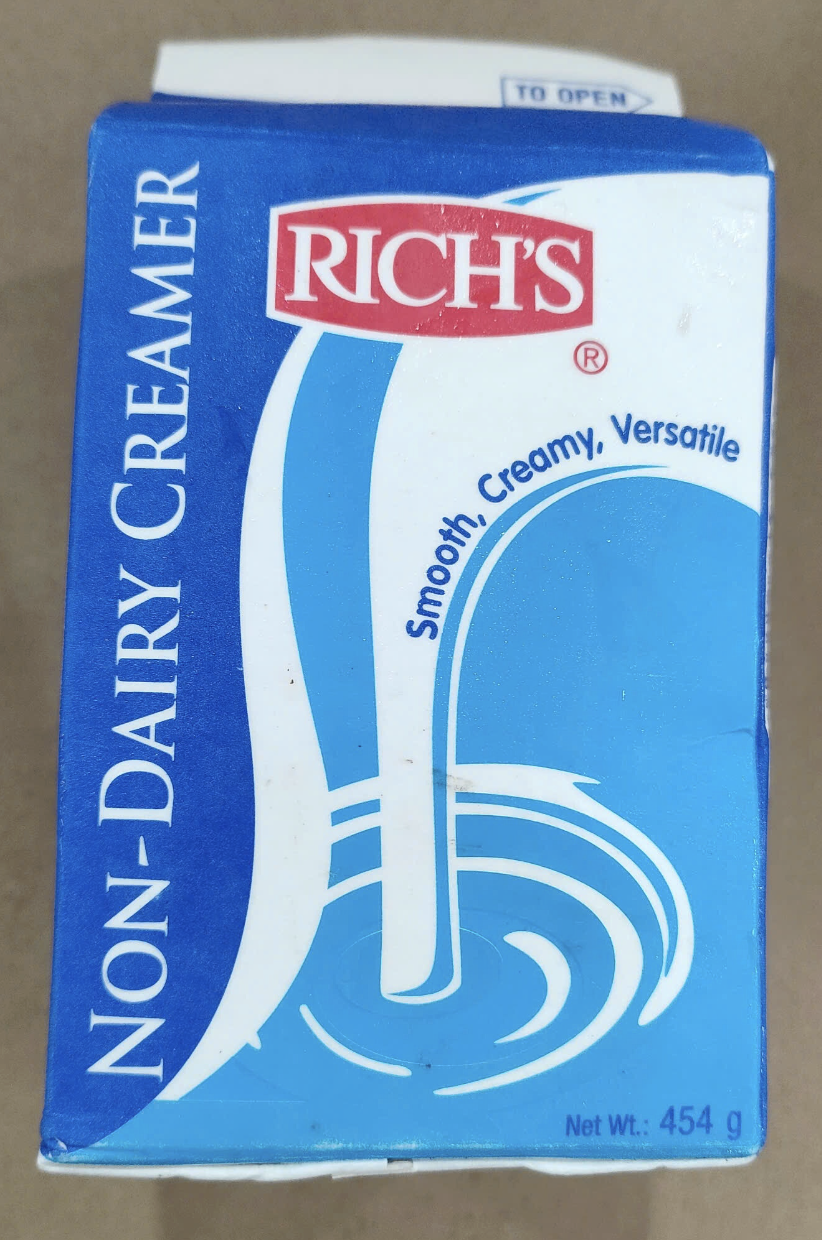 TO OPEN
RICH'S
®
Smooth, Creamy, Versatile
NON-DAIRY CREAMER
Net Wt.: 454 g